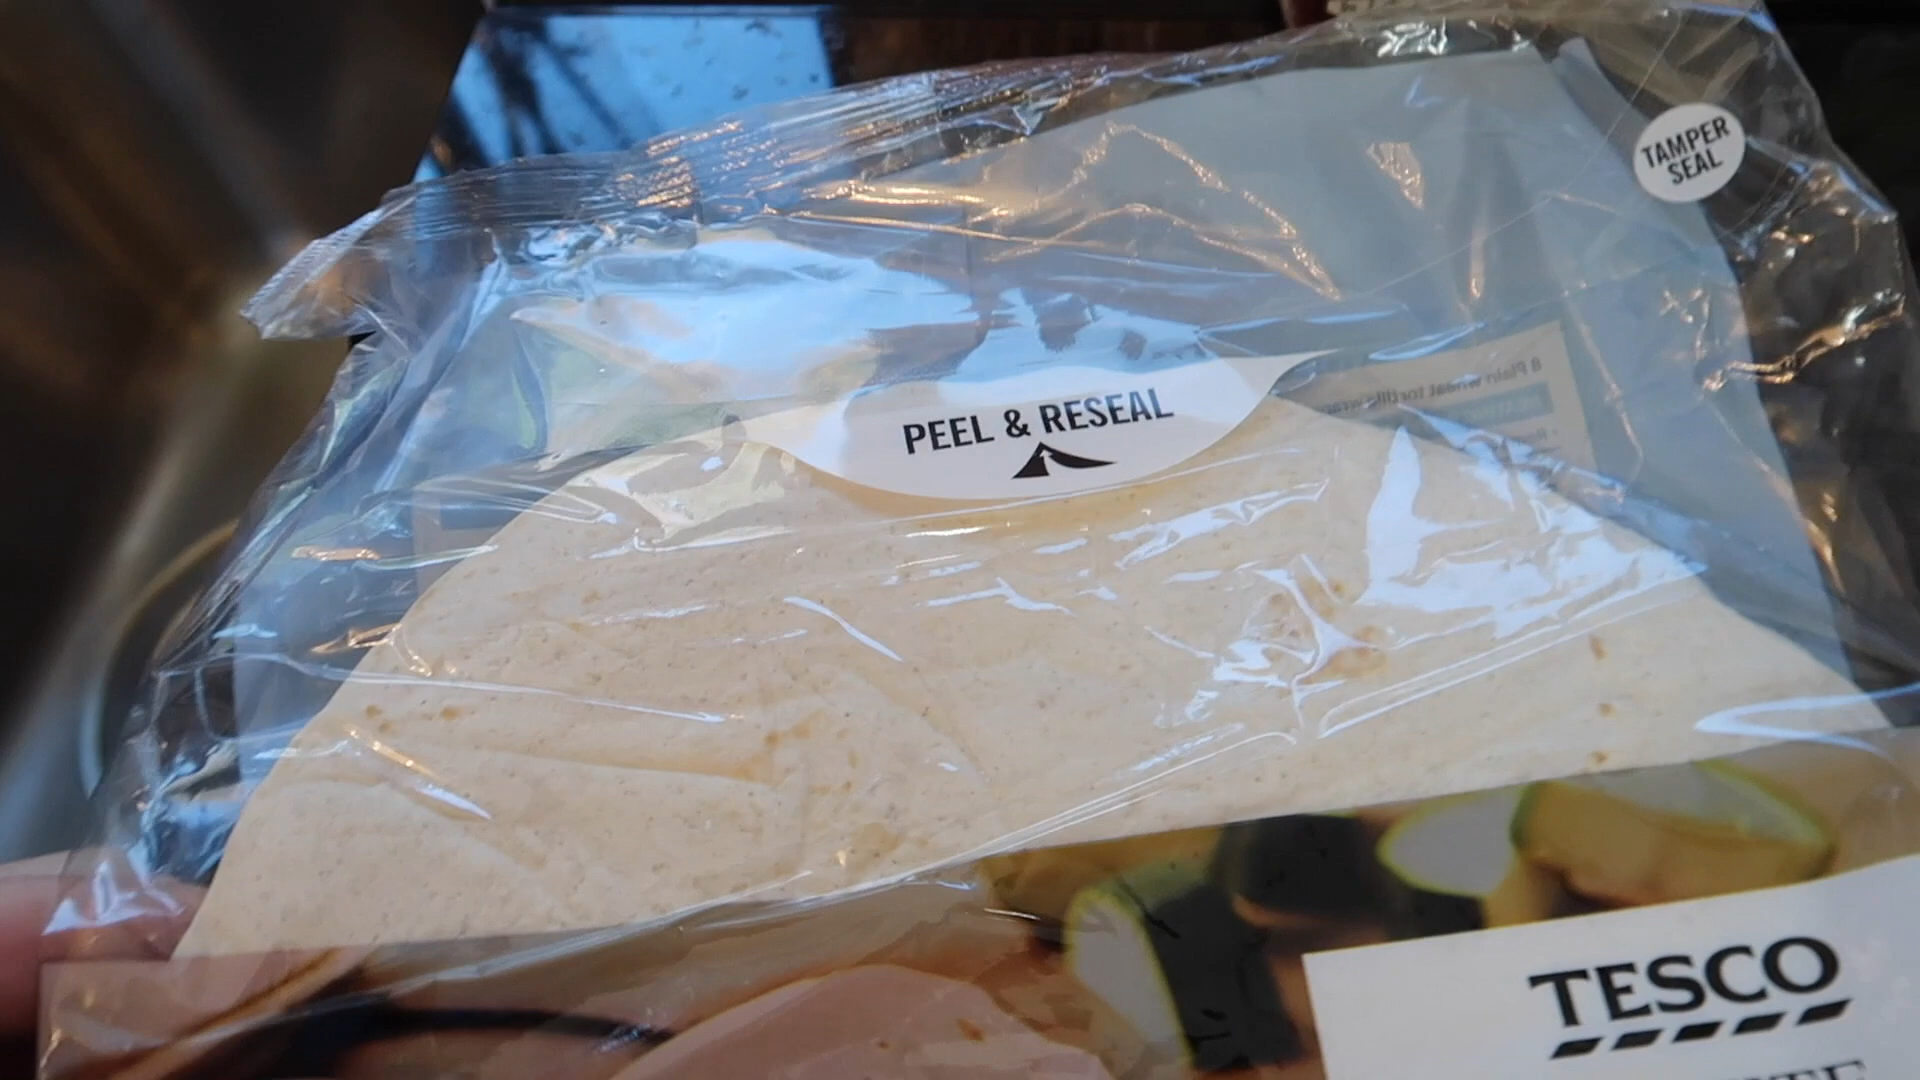 TAMPER
SEAL
8 Plain wheat tortilla wraps
PEEL & RESEAL
TESCO